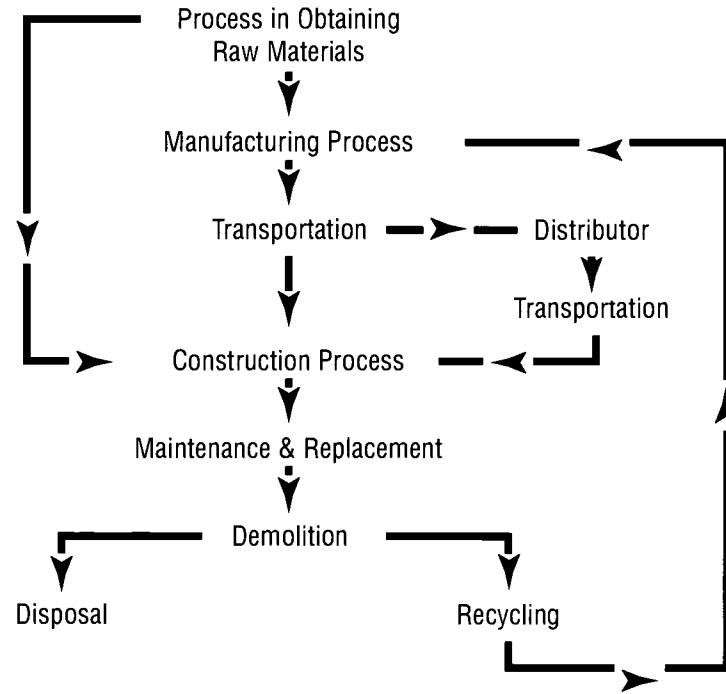 Process in Obtaining
Raw Materials
Manufacturing Process
Transportation
Distributor
Transportation
Construction Process
Maintenance & Replacement
Demolition
Disposal
Recycling